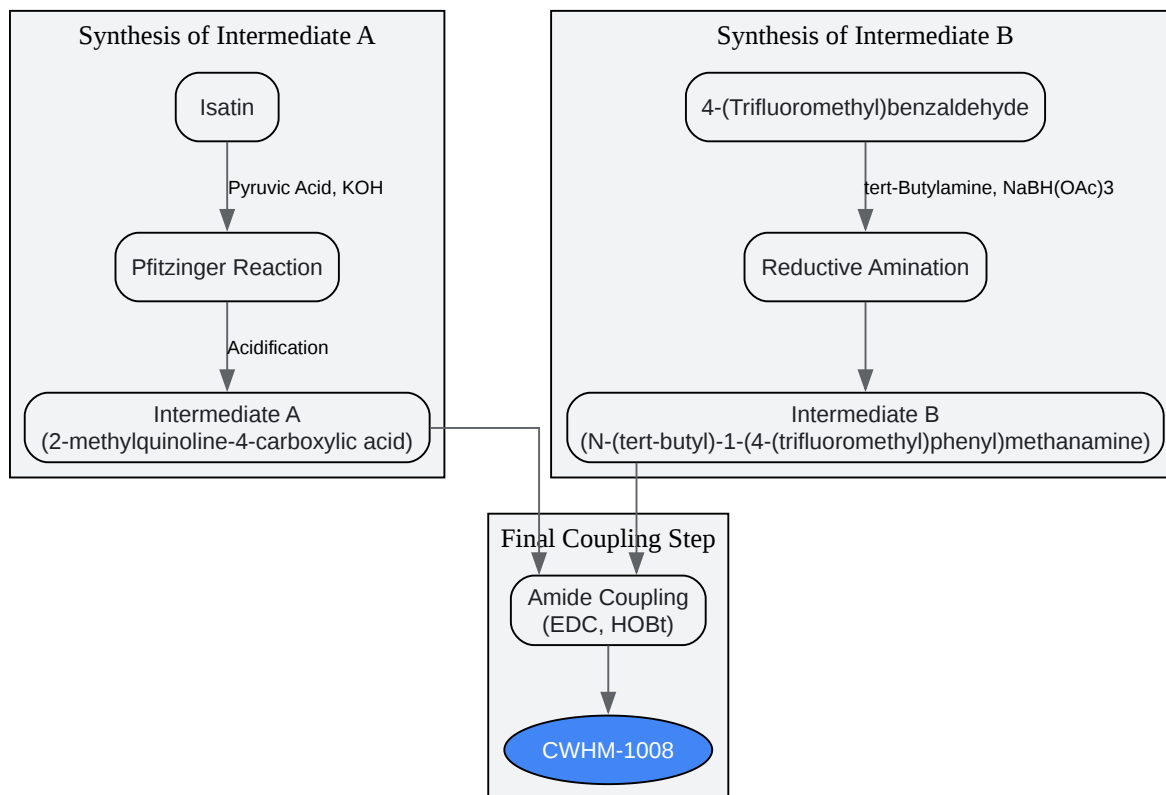 Synthesis of Intermediate A
Isatin
Pyruvic Acid, KOH
Pfitzinger Reaction
Acidification
Intermediate A
(2-methylquinoline-4-carboxylic acid)
Synthesis of Intermediate B
4-(Trifluoromethyl)benzaldehyde
tert-Butylamine, NaBH(OAc)3
Reductive Amination
Intermediate B
(N-(tert-butyl)-1-(4-(trifluoromethyl)phenyl)methanamine)
Final Coupling Step
Amide Coupling
(EDC, HOBt)
CWHM-1008